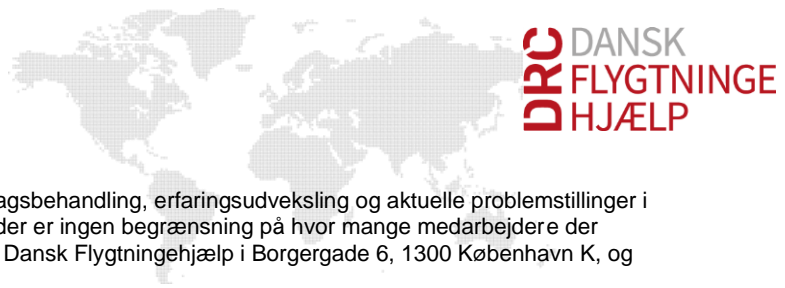 DRC DANSK
FLYGTNINGE
HJÆLP
agsbehandling, erfaringsudveksling og aktuelle problemstillinger i
der er ingen begrænsning på hvor mange medarbejdere der
Dansk Flygtningehjælp i Borgergade 6, 1300 København K, og